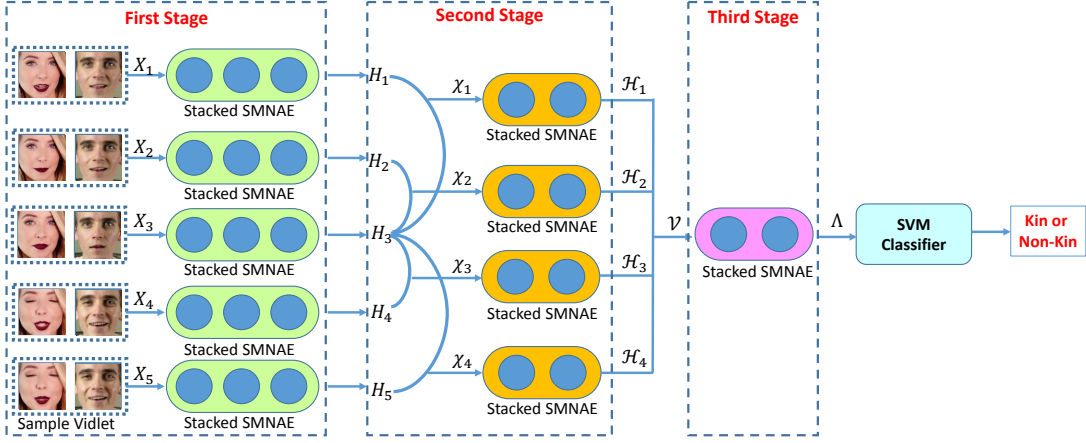 First Stage
Second Stage
Third Stage
X₁
Stacked SMNAE
H₁
χ₁
Stacked SMNAE
ℋ₁
X₂
Stacked SMNAE
H₂
χ₂
Stacked SMNAE
ℋ₂
X₃
Stacked SMNAE
H₃
𝒱
Stacked SMNAE
Λ
SVM
Classifier
Kin or
Non-Kin
χ₃
Stacked SMNAE
ℋ₃
X₄
Stacked SMNAE
H₄
χ₄
Stacked SMNAE
ℋ₄
X₅
Stacked SMNAE
H₅
Sample Vidlet